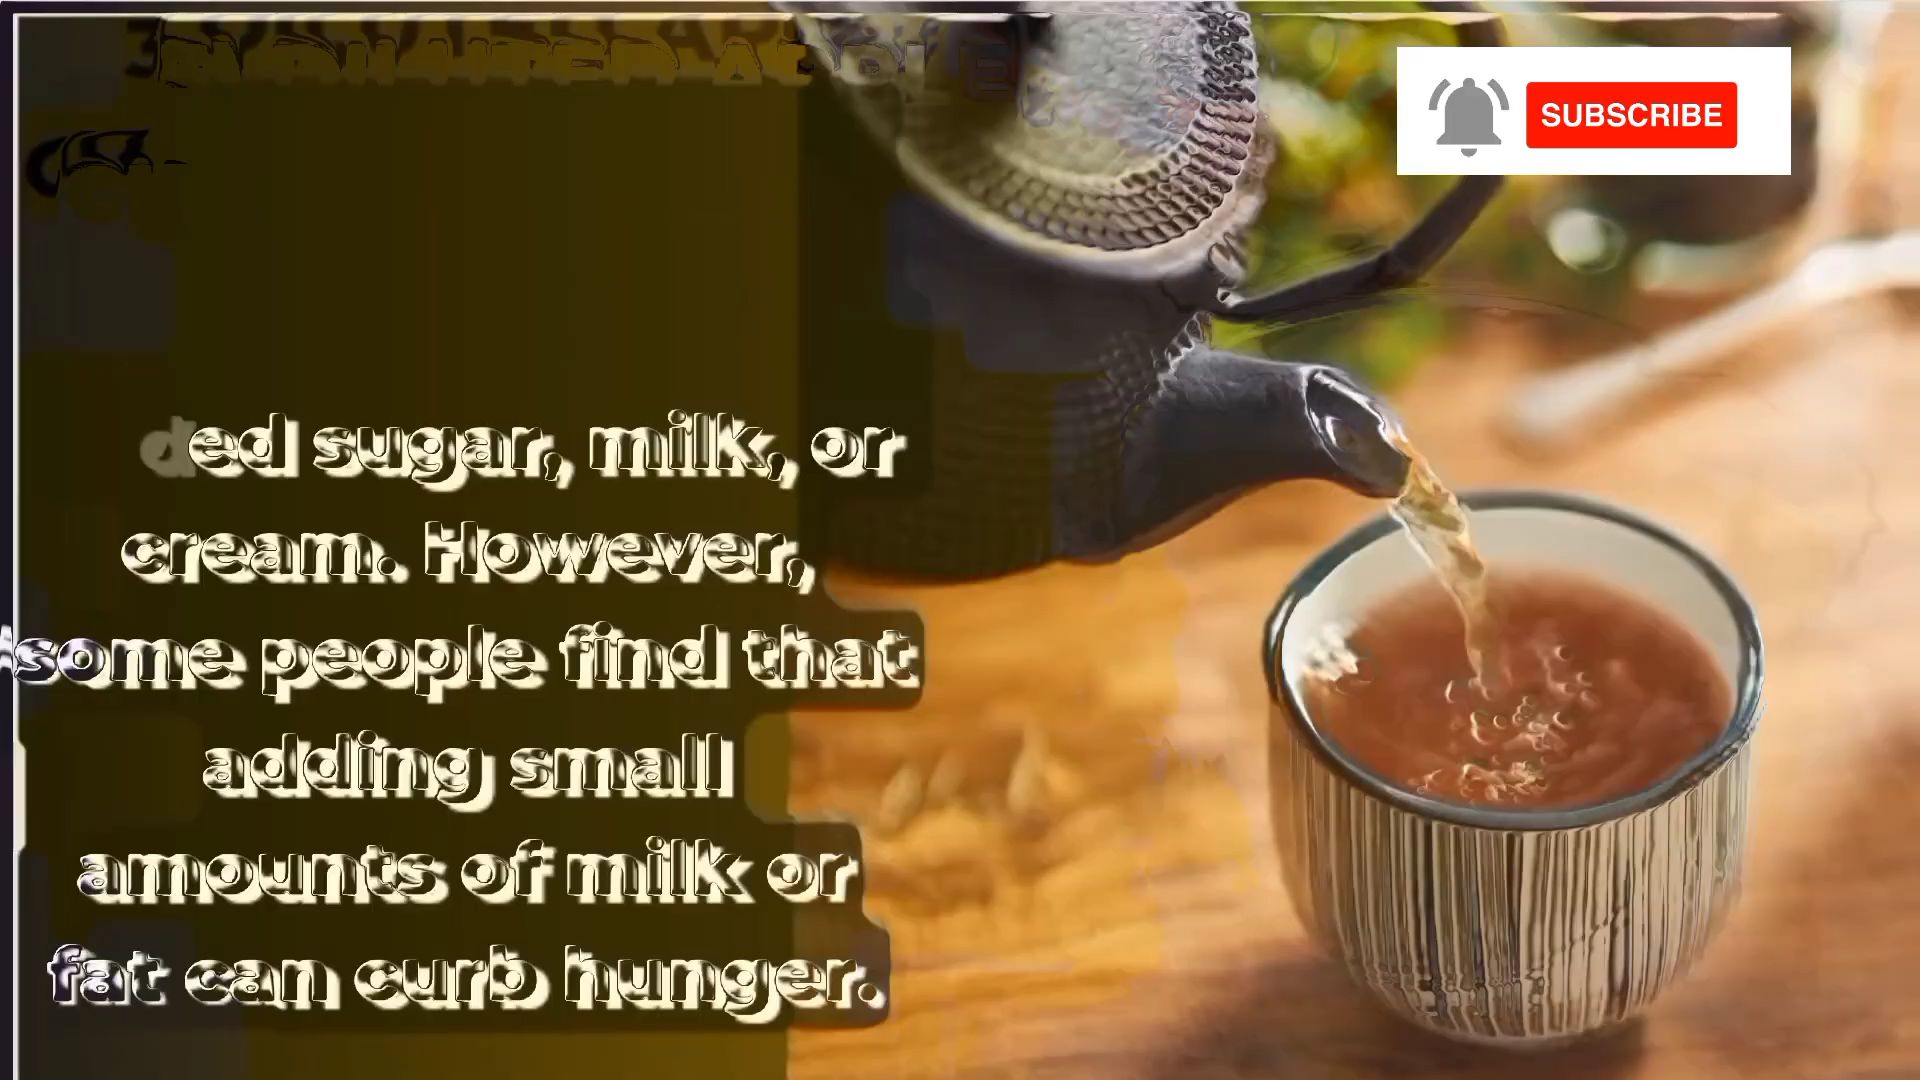 SUBSCRIBE
ed sugar, milk, or
cream. However,
some people find that
adding small
amounts of milk or
fat can curb hunger.